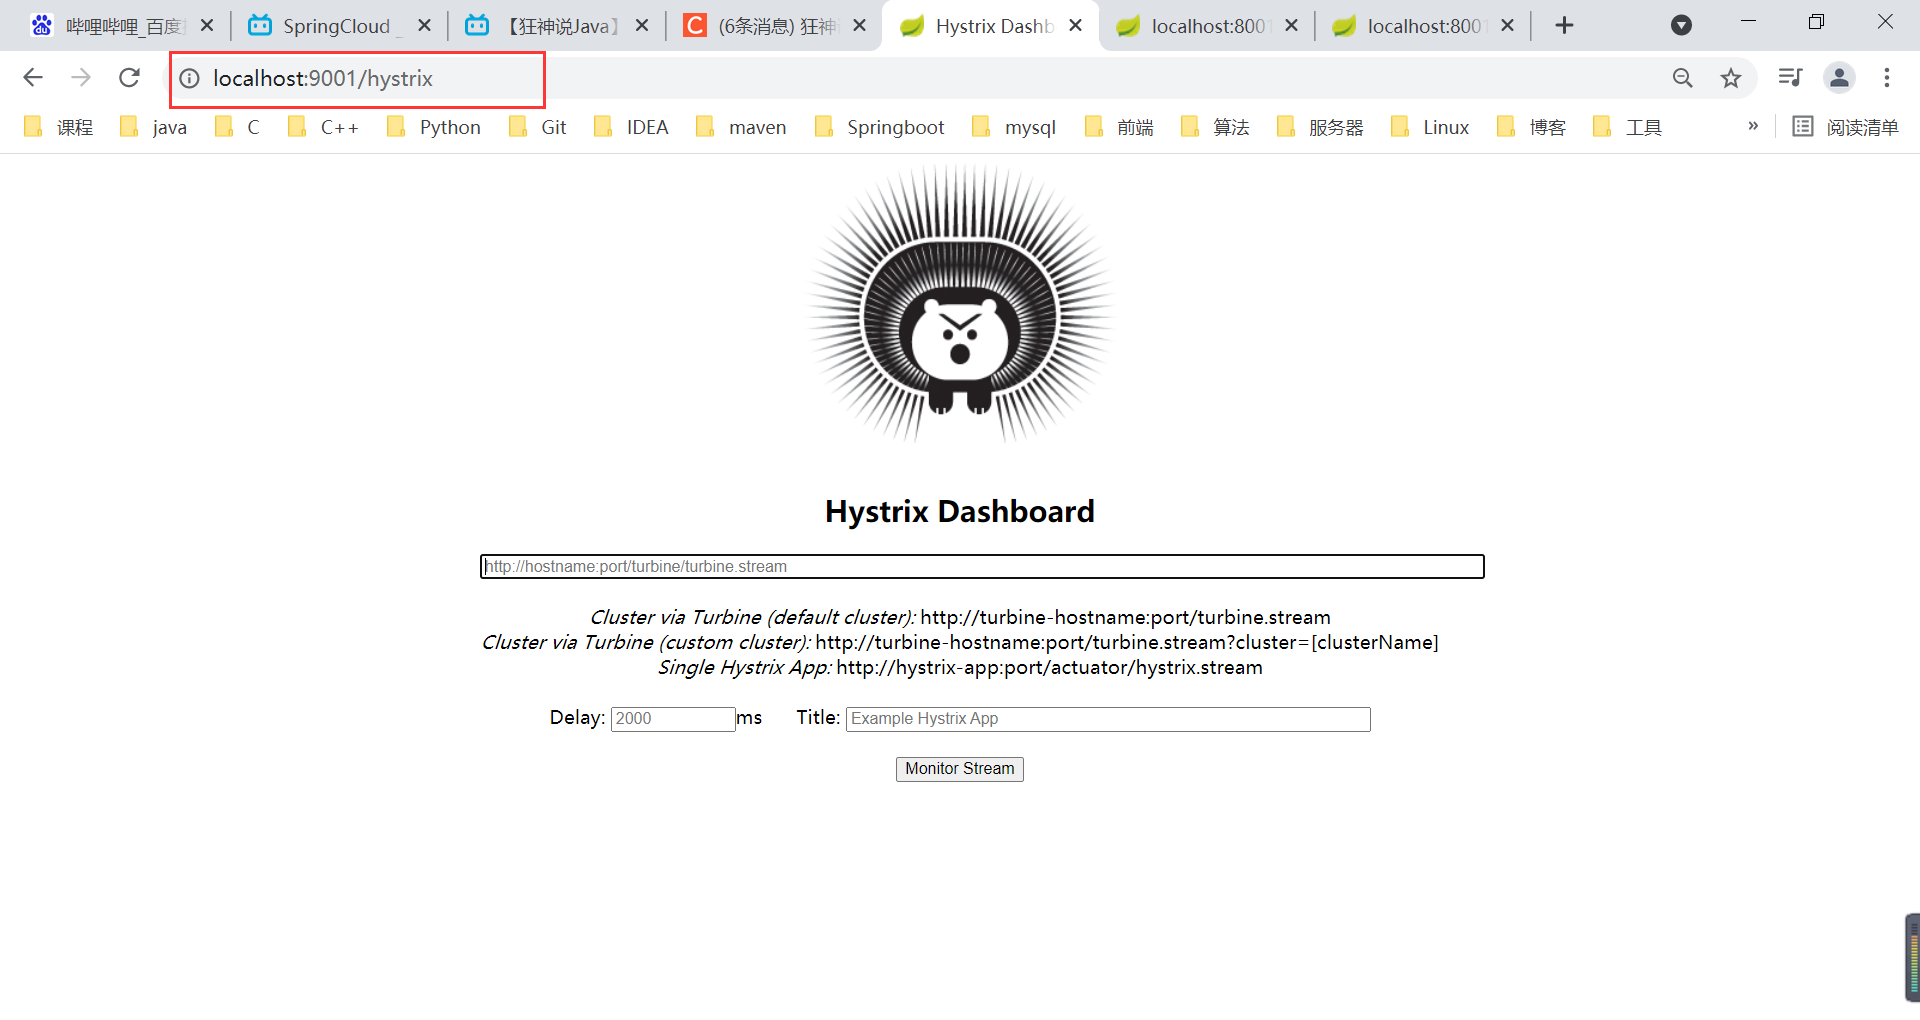 哔哩哔哩_百度
SpringCloud _
【狂神说Java】
(6条消息) 狂神
Hystrix Dashb
localhost:8001
localhost:8001
localhost:9001/hystrix
课程 java C C++ Python Git IDEA maven Springboot mysql 前端 算法 服务器 Linux 博客 工具 » 阅读清单
Hystrix Dashboard
http://hostname:port/turbine/turbine.stream
Cluster via Turbine (default cluster): http://turbine-hostname:port/turbine.stream
Cluster via Turbine (custom cluster): http://turbine-hostname:port/turbine.stream?cluster=[clusterName]
Single Hystrix App: http://hystrix-app:port/actuator/hystrix.stream
Delay: 2000 ms Title: Example Hystrix App
Monitor Stream